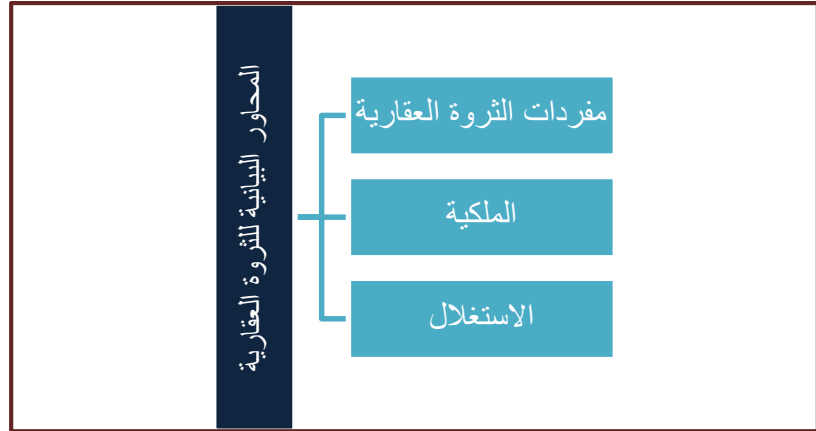 المحاور البيانية للثروة العقارية
مفردات الثروة العقارية
الملكية
الاستغلال